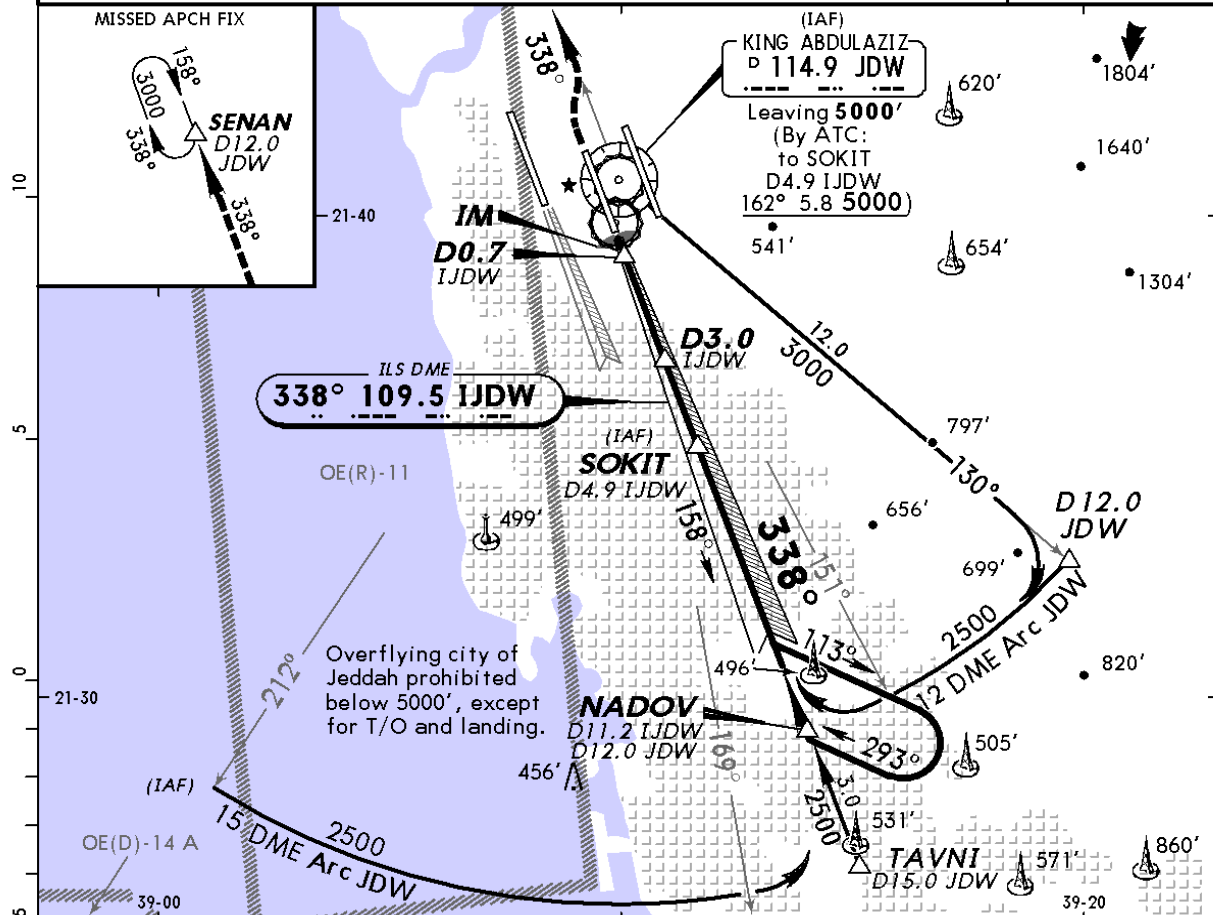 MISSED APCH FIX
158°
3000
338°
SENAN
D12.0
JDW
338°
338°
(IAF)
KING ABDULAZIZ
D 114.9 JDW
Leaving 5000'
(By ATC:
to SOKIT
D4.9 IJDW
162° 5.8 5000)
620'
1804'
1640'
541'
654'
1304'
10
21-40
IM
D0.7
IJDW
D3.0
IJDW
12.0
3000
ILS DME
338° 109.5 IJDW
5
(IAF)
SOKIT
D4.9 IJDW
797'
130°
OE(R)-11
499'
158°
338°
151°
656'
699'
D12.0
JDW
2500
12 DME Arc JDW
113°
496'
820'
0
21-30
212°
Overflying city of
Jeddah prohibited
below 5000', except
for T/O and landing.
NADOV
D11.2 IJDW
D12.0 JDW
169°
293°
505'
456'
(IAF)
2500
15 DME Arc JDW
OE(D)-14 A
3.0
2500
531'
TAVNI
D15.0 JDW
571'
860'
39-00
39-20
5